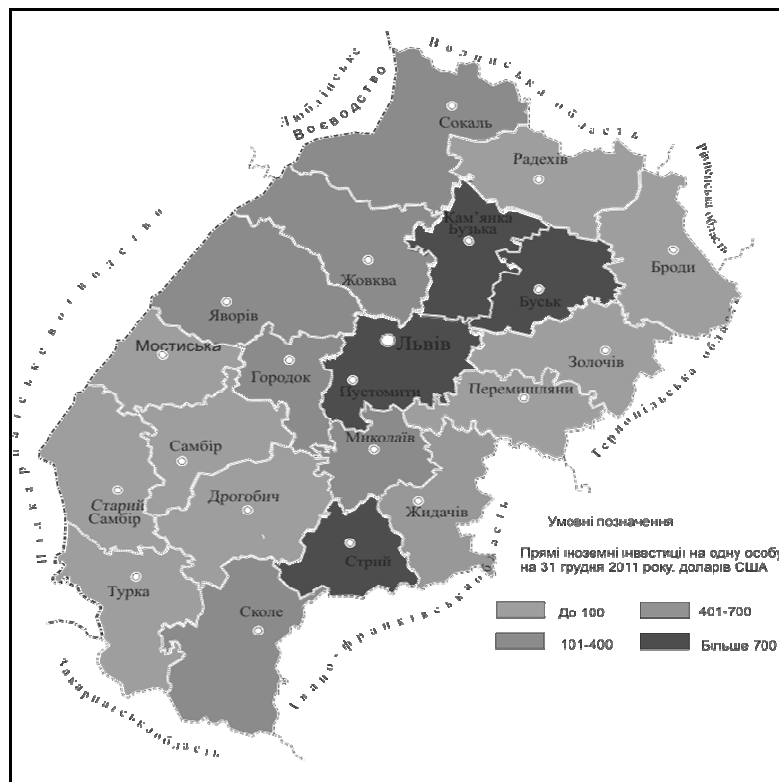 Волинська область
Люблінське
Воєводство
Рівненська область
Сокаль
Радехів
Кам'янка
Бузька
Броди
Жовква
Буськ
Яворів
Львів
Мостиська
Золочів
Городок
Пустомити
Перемишляни
Підкарпатське воєводство
Тернопільська область
Миколаїв
Самбір
Старий
Самбір
Дрогобич
Жидачів
Стрий
Турка
Сколе
Івано-франківська область
Закарпатська область
Умовні позначення
Прямі іноземні інвестиції на одну особу
на 31 грудня 2011 року, доларів США
До 100
401-700
101-400
Більше 700